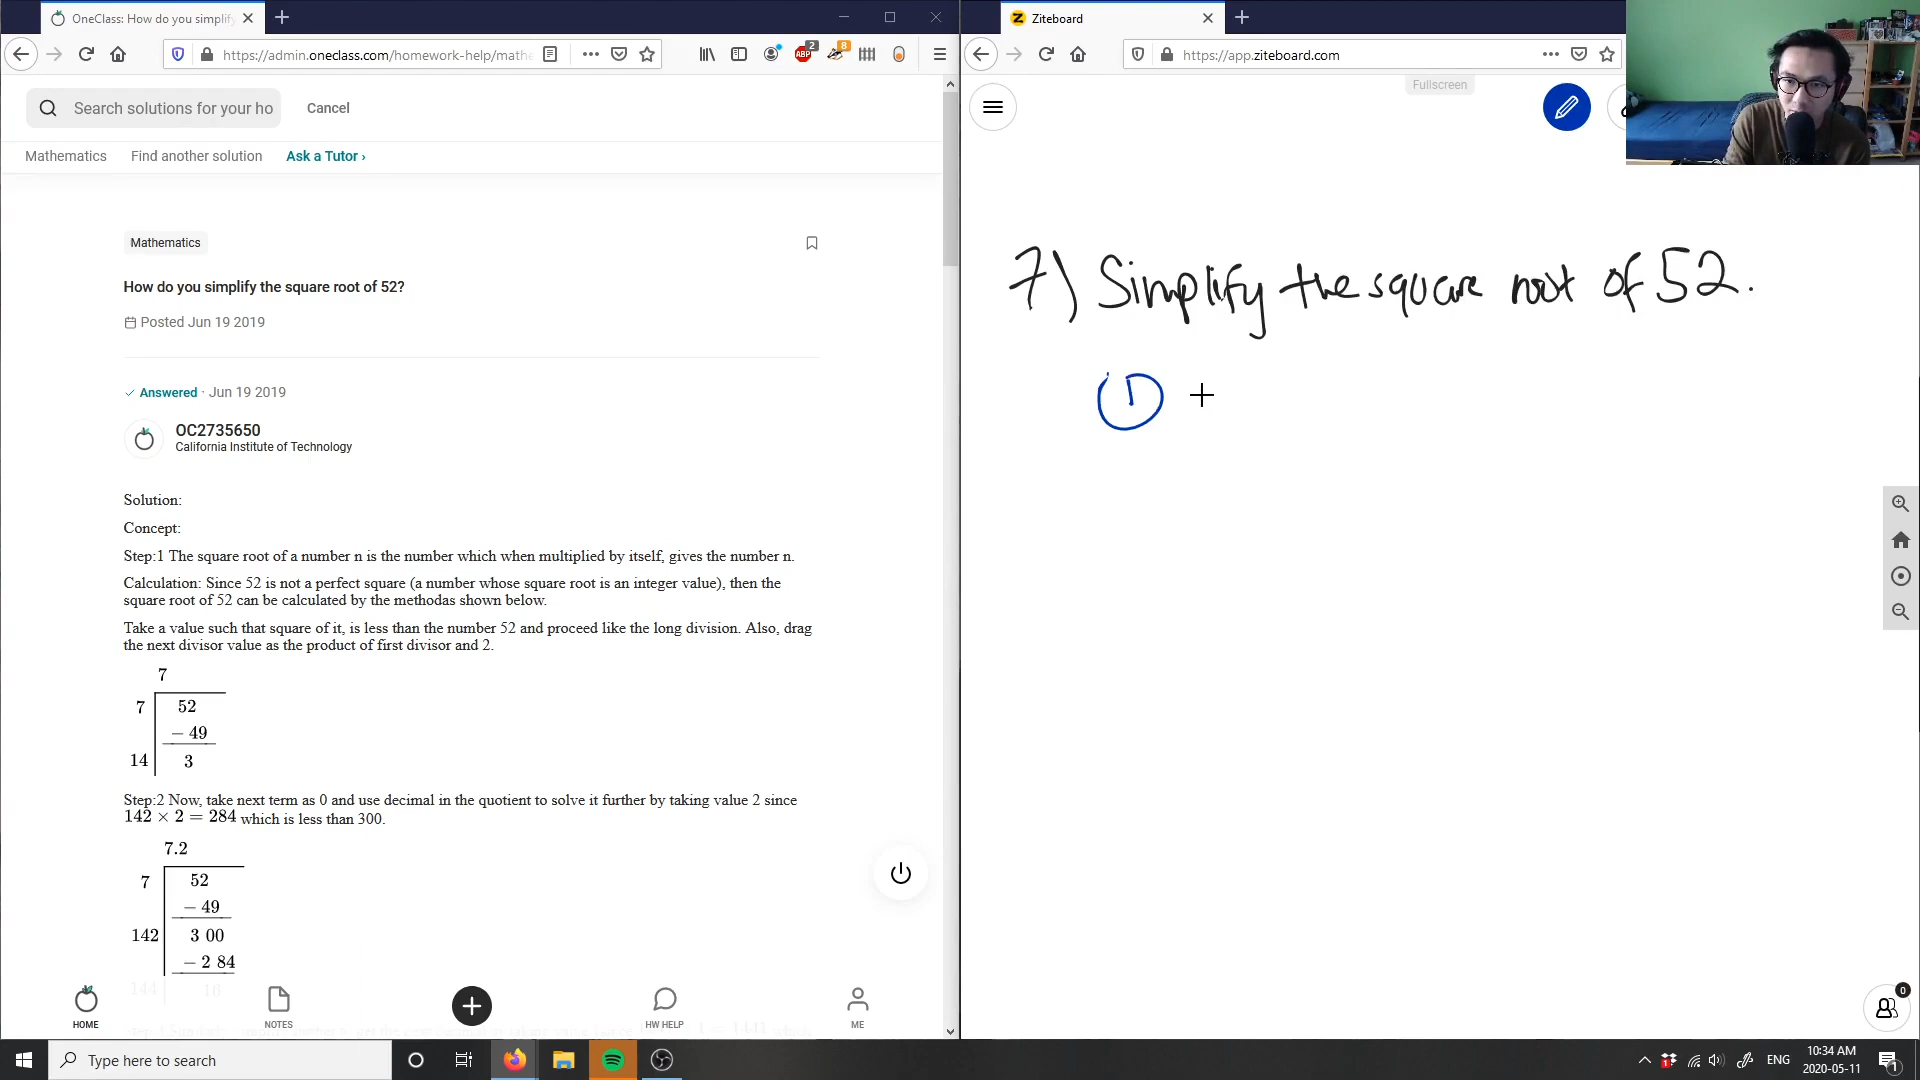 OneClass: How do you simplify
Ziteboard
https://admin.oneclass.com/homework-help/mathe
2
8
https://app.ziteboard.com
Fullscreen
Search solutions for your ho
Cancel
Mathematics
Find another solution
Ask a Tutor ›
Mathematics
How do you simplify the square root of 52?
Posted Jun 19 2019
Answered · Jun 19 2019
OC2735650
California Institute of Technology
Solution:
Concept:
Step:1 The square root of a number n is the number which when multiplied by itself, gives the number n.
Calculation: Since 52 is not a perfect square (a number whose square root is an integer value), then the
square root of 52 can be calculated by the methodas shown below.
Take a value such that square of it, is less than the number 52 and proceed like the long division. Also, drag
the next divisor value as the product of first divisor and 2.
7
7 52
− 49
14 3
Step:2 Now, take next term as 0 and use decimal in the quotient to solve it further by taking value 2 since
142 × 2 = 284 which is less than 300.
7.2
7 52
− 49
142 3 00
− 2 84
144 16
HOME
NOTES
HW HELP
ME
7) Simplify the square root of 52.
1
0
Type here to search
ENG
10:34 AM
2020-05-11
1